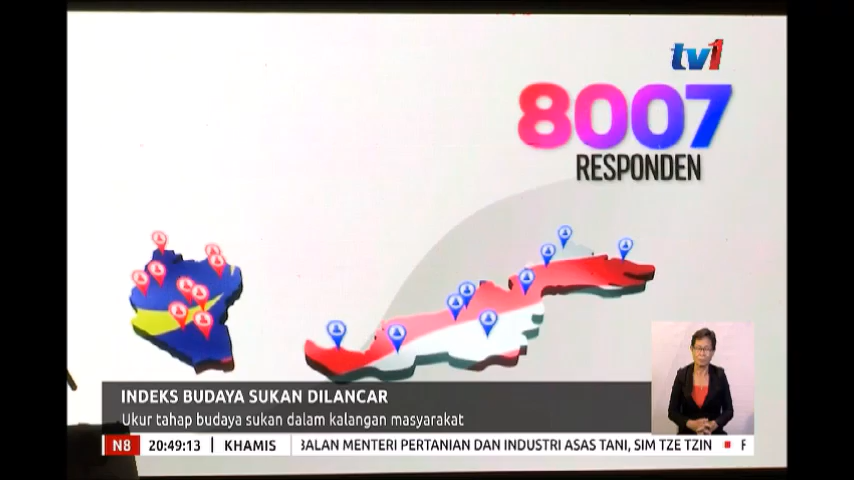 tv1
8007
RESPONDEN
INDEKS BUDAYA SUKAN DILANCAR
Ukur tahap budaya sukan dalam kalangan masyarakat
N8 20:49:13 | KHAMIS BALAN MENTERI PERTANIAN DAN INDUSTRI ASAS TANI, SIM TZE TZIN ▪ F